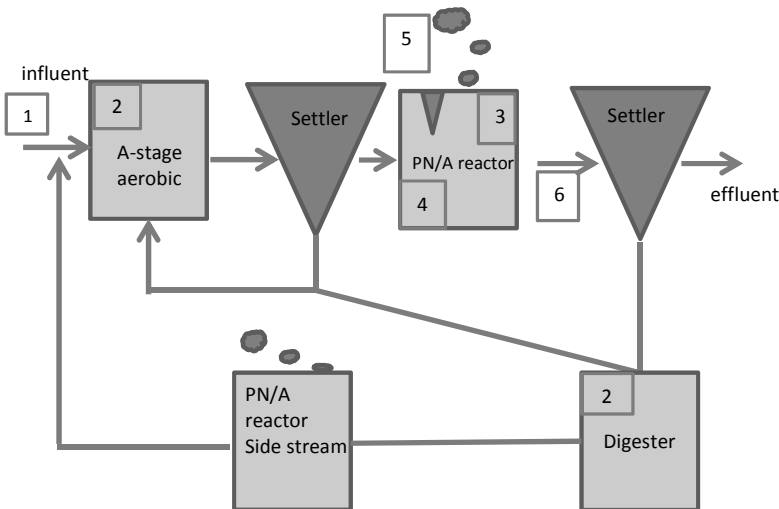 5
influent
1
2
Settler
3
Settler
A-stage
aerobic
PN/A reactor
4
6
effluent
PN/A
reactor
Side stream
2
Digester